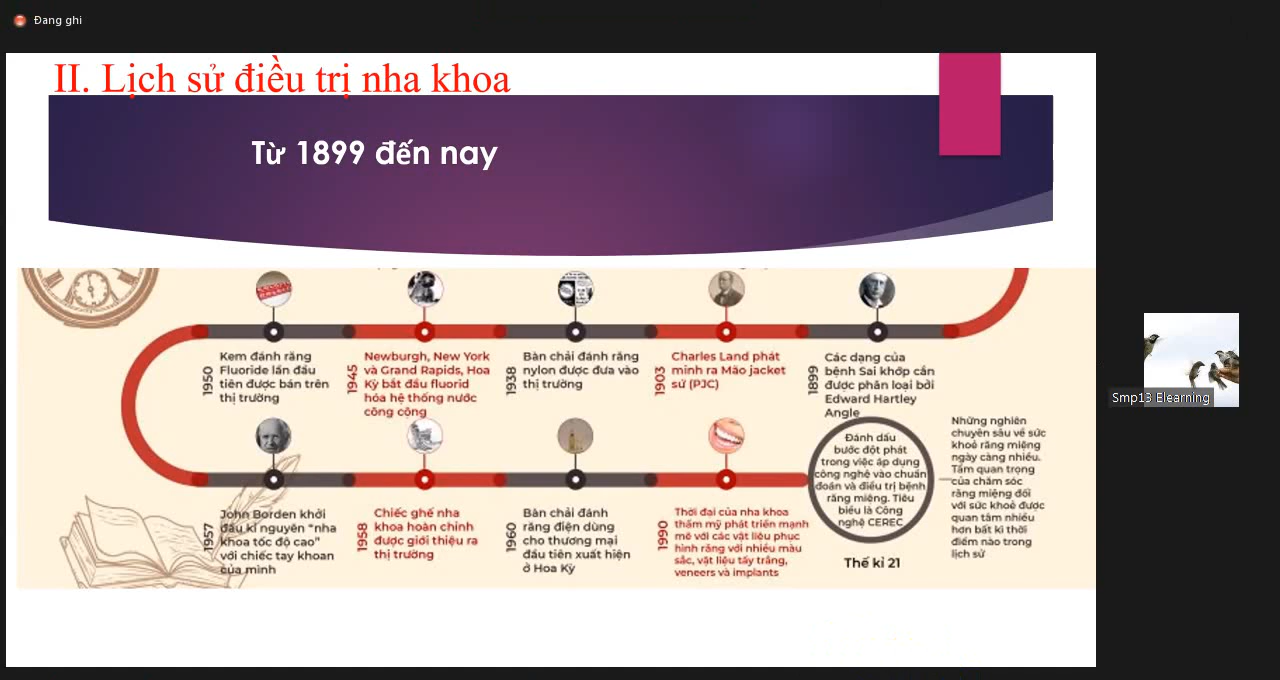 Đang ghi
II. Lịch sử điều trị nha khoa
Từ 1899 đến nay
1950
Kem đánh răng
Fluoride lần đầu
tiên được bán trên
thị trường
1945
Newburgh, New York
và Grand Rapids, Hoa
Kỳ bắt đầu fluorid
hóa hệ thống nước
công cộng
1938
Bàn chải đánh răng
nylon được đưa vào
thị trường
1903
Charles Land phát
minh ra Mão jacket
sứ (PJC)
1899
Các dạng của
bệnh Sai khớp cắn
được phân loại bởi
Edward Hartley
Angle
1957
John Borden khởi
đầu kỉ nguyên “nha
khoa tốc độ cao”
với chiếc tay khoan
của mình
1958
Chiếc ghế nha
khoa hoàn chỉnh
được giới thiệu ra
thị trường
1960
Bàn chải đánh
răng điện dùng
cho thương mại
đầu tiên xuất hiện
ở Hoa Kỳ
1990
Thời đại của nha khoa
thẩm mỹ phát triển mạnh
mẽ với các vật liệu phục
hình răng với nhiều màu
sắc, vật liệu tẩy trắng,
veneers và implants
Đánh dấu
bước đột phát
trong việc áp dụng
công nghệ vào chuẩn
đoán và điều trị bệnh
răng miệng. Tiêu
biểu là Công
nghệ CEREC
Thế kỉ 21
Những nghiên
chuyên sâu về sức
khoẻ răng miệng
ngày càng nhiều.
Tầm quan trọng
của chăm sóc
răng miệng đối
với sức khoẻ được
quan tâm nhiều
hơn bất kì thời
điểm nào trong
lịch sử
Smp13 Elearning